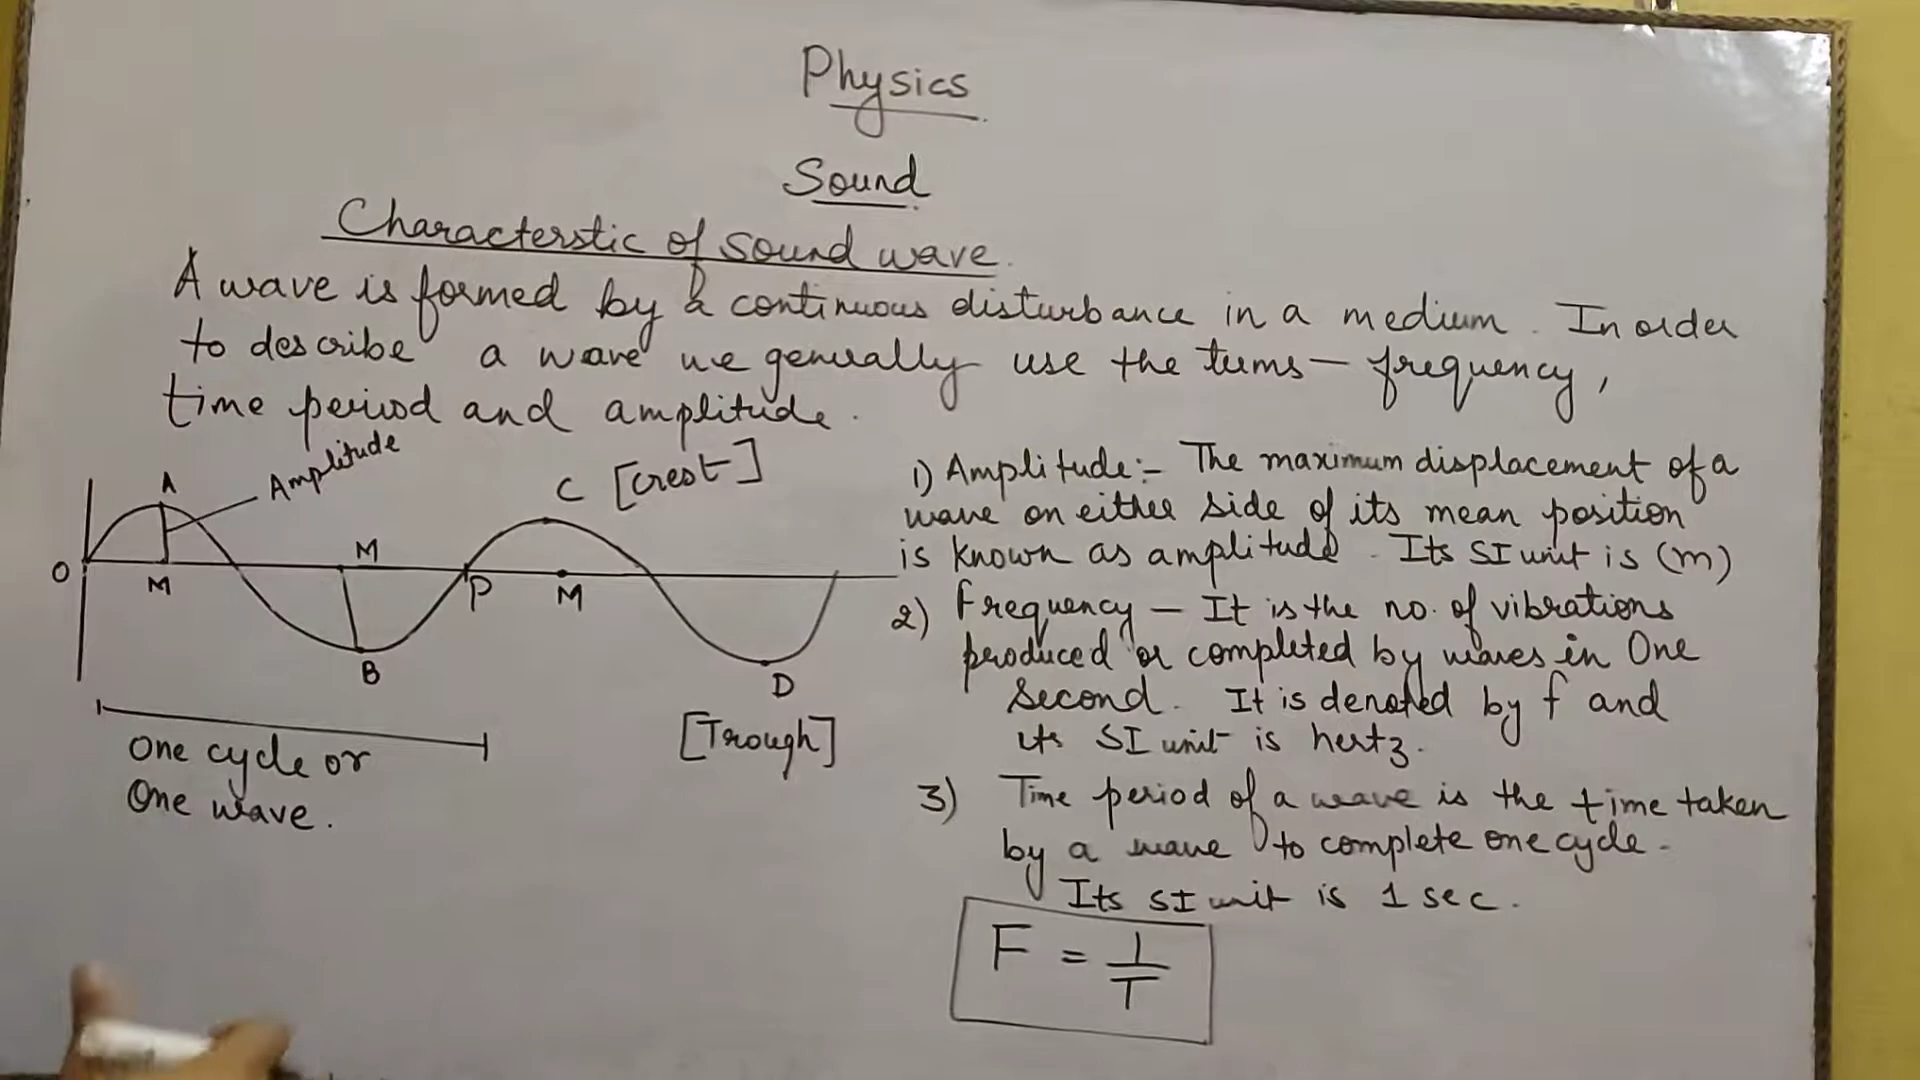 Physics
Sound
Characterstic of sound wave.
A wave is formed by a continuous disturbance in a medium. In order
to describe a wave we generally use the terms – frequency,
time period and amplitude.
Amplitude
A
C [Crest]
O
M
M
P
M
B
D
[Trough]
One cycle or
One wave.
1) Amplitude:– The maximum displacement of a
wave on either side of its mean position
is known as amplitude. Its SI unit is (m)
2) Frequency – It is the no. of vibrations
produced or completed by waves in One
Second. It is denoted by f and
its SI unit is hertz.
3) Time period of a wave is the time taken
by a wave to complete one cycle.
Its SI unit is 1 sec.
F = 1/T